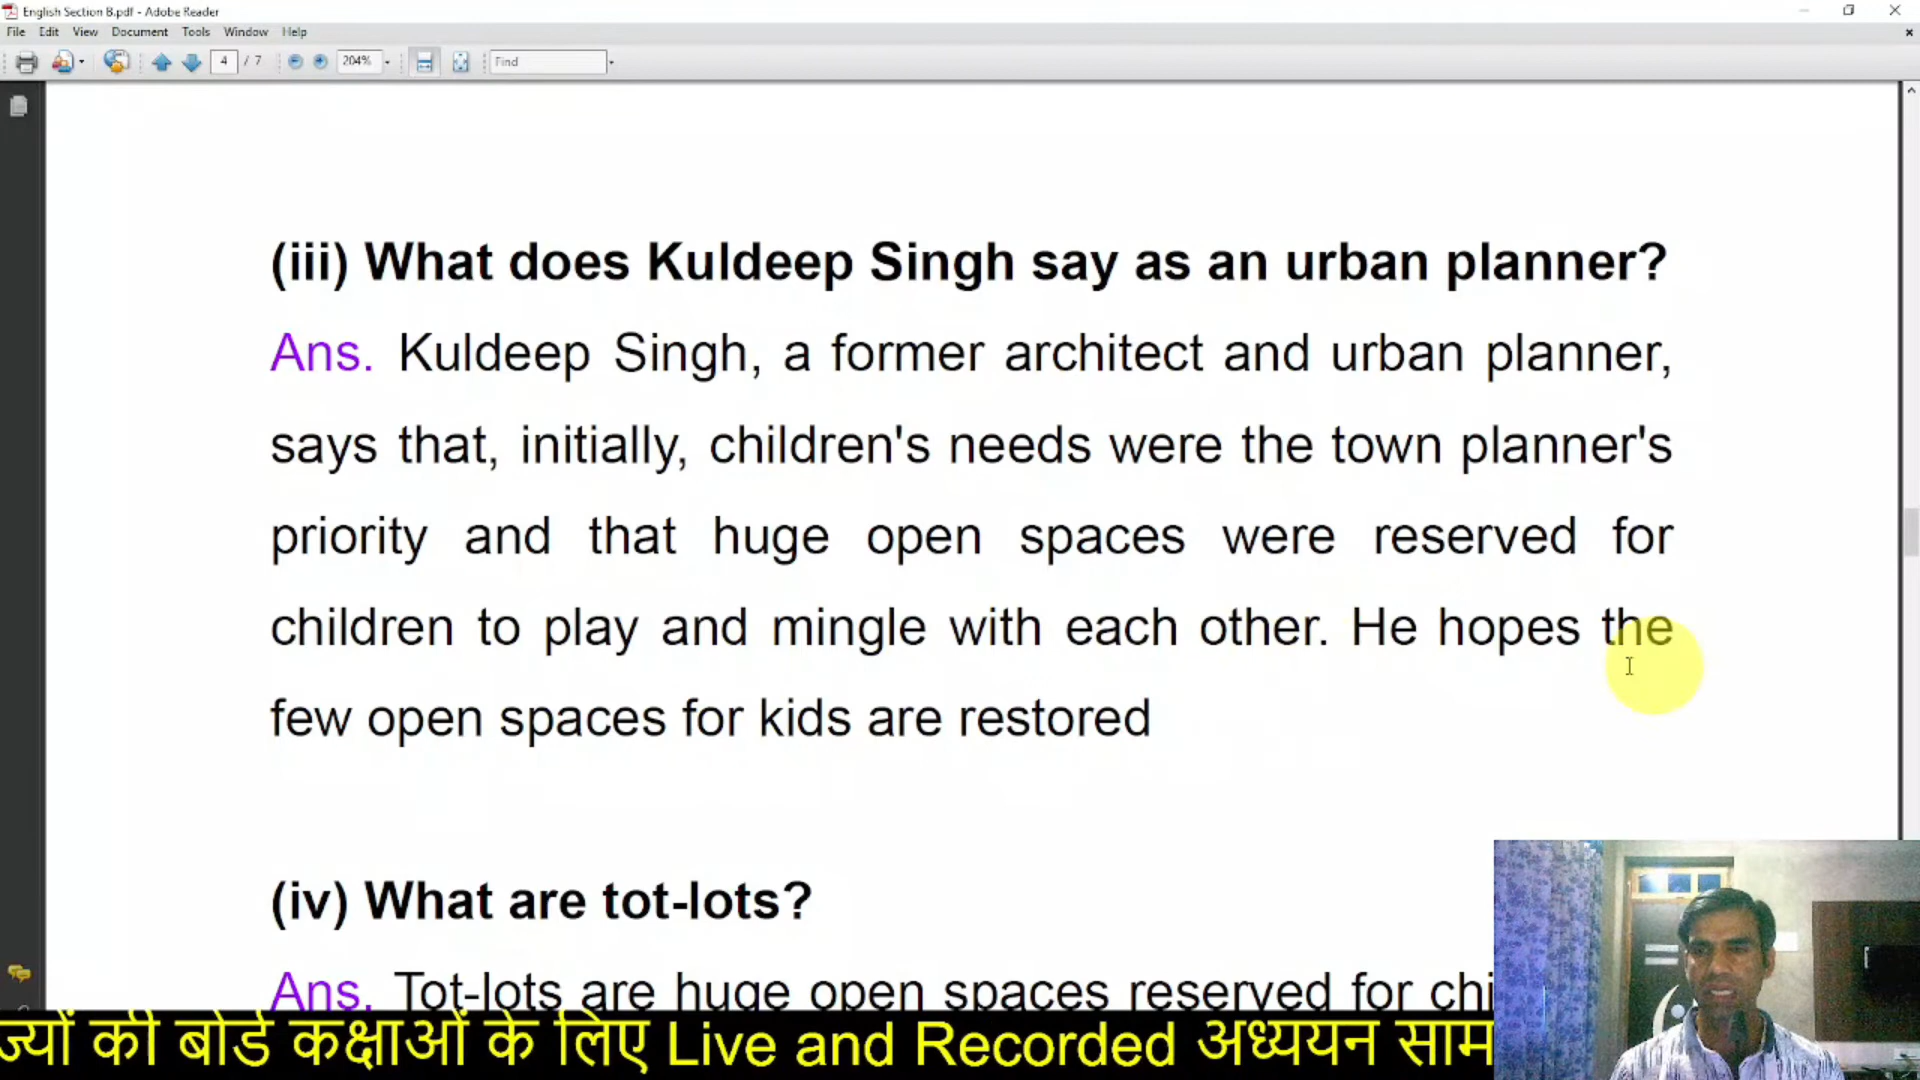 English Section B.pdf - Adobe Reader
File Edit View Document Tools Window Help
4 / 7 204% Find
(iii) What does Kuldeep Singh say as an urban planner?
Ans. Kuldeep Singh, a former architect and urban planner,
says that, initially, children's needs were the town planner's
priority and that huge open spaces were reserved for
children to play and mingle with each other. He hopes the
few open spaces for kids are restored
(iv) What are tot-lots?
Ans. Tot-lots are huge open spaces reserved for chi
की बोर्ड कक्षाओं के लिए Live and Recorded अध्ययन